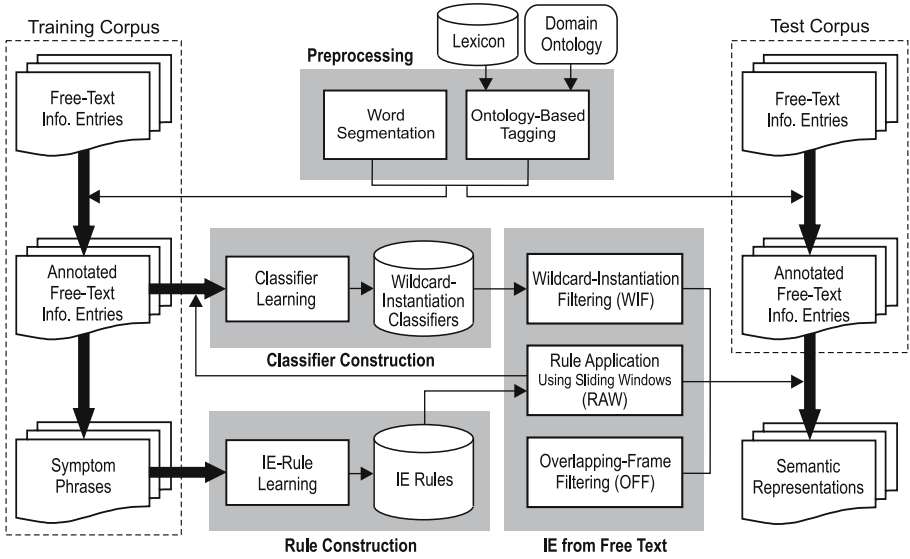 Training Corpus
Free-Text
Info. Entries
Annotated
Free-Text
Info. Entries
Symptom
Phrases
Preprocessing
Lexicon
Domain
Ontology
Word
Segmentation
Ontology-Based
Tagging
Classifier
Learning
Wildcard-
Instantiation
Classifiers
Classifier Construction
IE-Rule
Learning
IE Rules
Rule Construction
Wildcard-Instantiation
Filtering (WIF)
Rule Application
Using Sliding Windows
(RAW)
Overlapping-Frame
Filtering (OFF)
IE from Free Text
Test Corpus
Free-Text
Info. Entries
Annotated
Free-Text
Info. Entries
Semantic
Representations